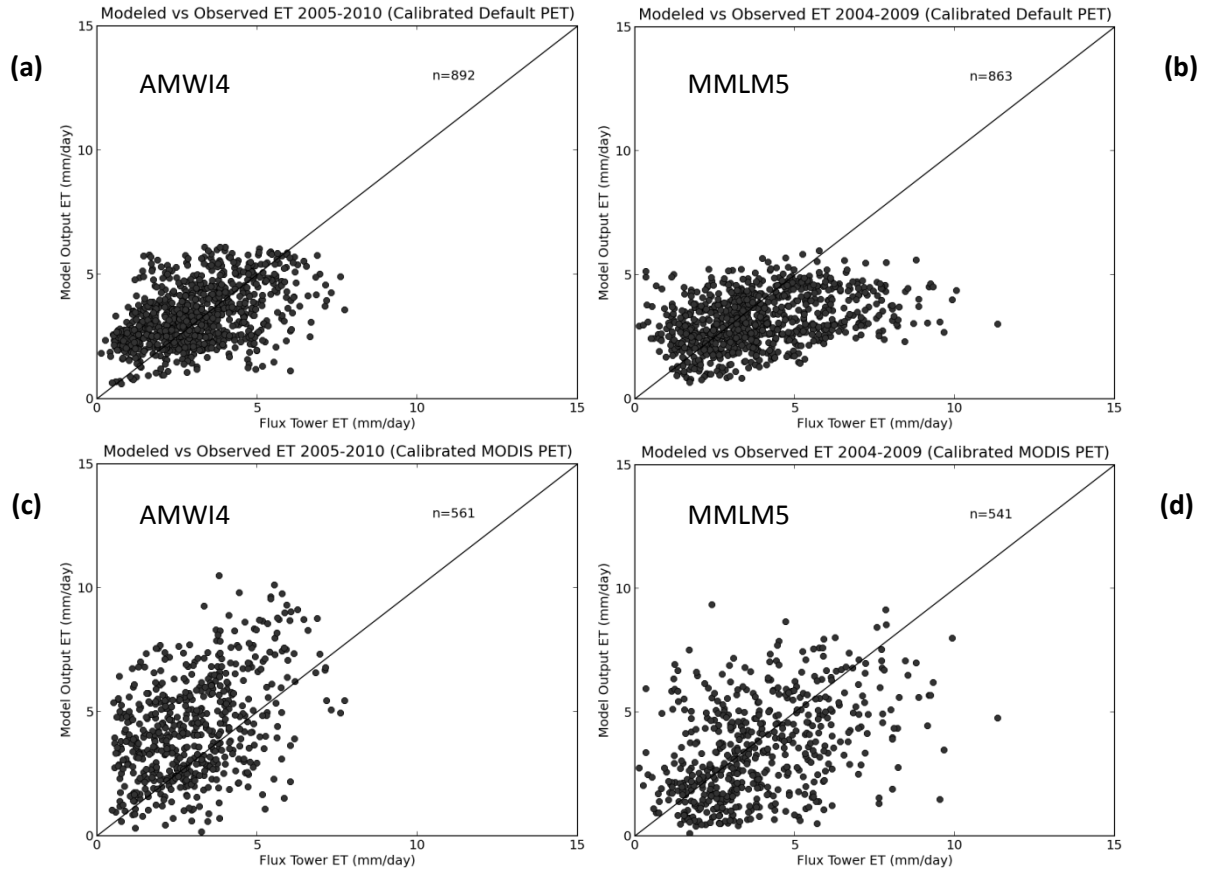 Modeled vs Observed ET 2005-2010 (Calibrated Default PET)
(a)
AMWI4
n=892
15
10
5
0
Model Output ET (mm/day)
0 5 10 15
Flux Tower ET (mm/day)
Modeled vs Observed ET 2004-2009 (Calibrated Default PET)
(b)
MMLM5
n=863
15
10
5
0
Model Output ET (mm/day)
0 5 10 15
Flux Tower ET (mm/day)
Modeled vs Observed ET 2005-2010 (Calibrated MODIS PET)
(c)
AMWI4
n=561
15
10
5
0
Model Output ET (mm/day)
0 5 10 15
Flux Tower ET (mm/day)
Modeled vs Observed ET 2004-2009 (Calibrated MODIS PET)
(d)
MMLM5
n=541
15
10
5
0
Model Output ET (mm/day)
0 5 10 15
Flux Tower ET (mm/day)